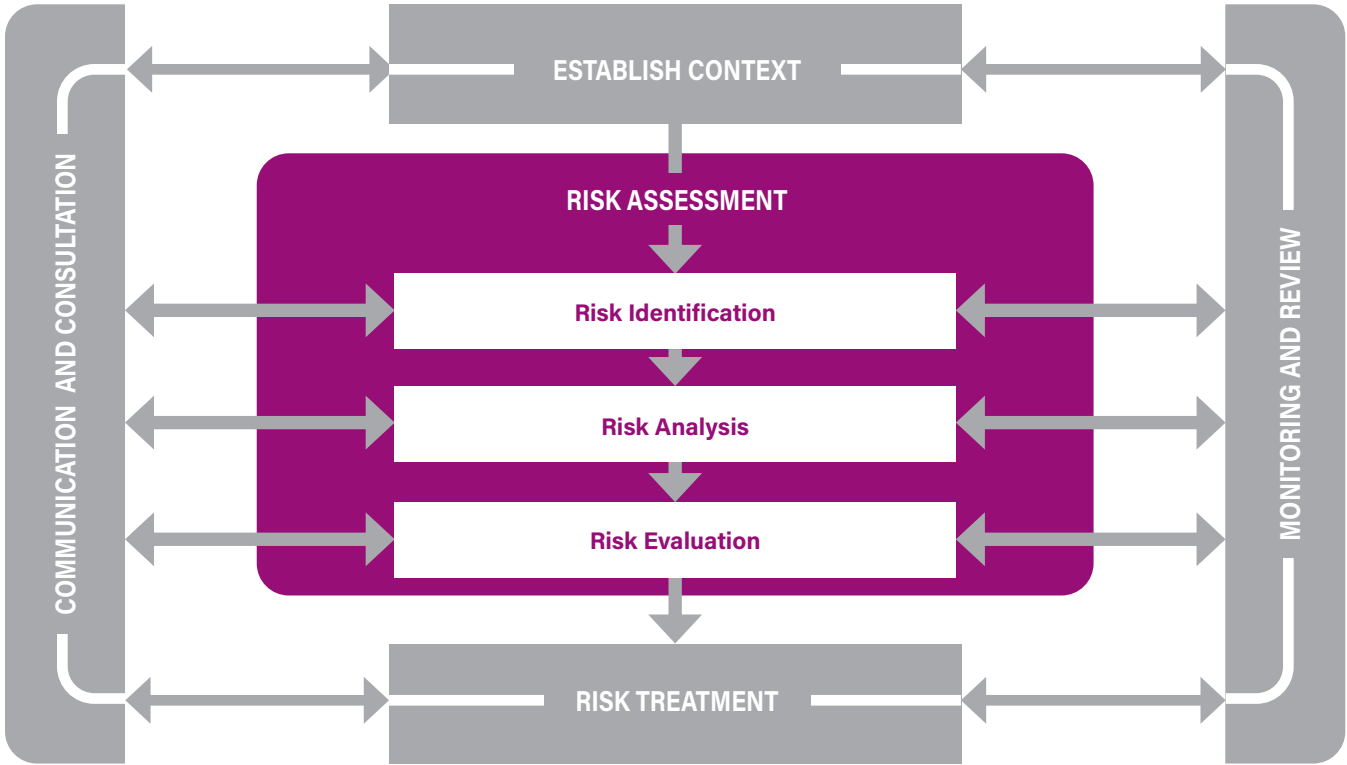 ESTABLISH CONTEXT
COMMUNICATION AND CONSULTATION
RISK ASSESSMENT
Risk Identification
Risk Analysis
Risk Evaluation
MONITORING AND REVIEW
RISK TREATMENT